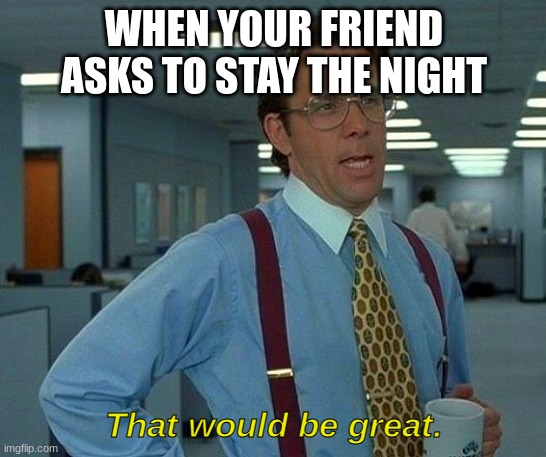 WHEN YOUR FRIEND
ASKS TO STAY THE NIGHT
That would be great.
imgflip.com